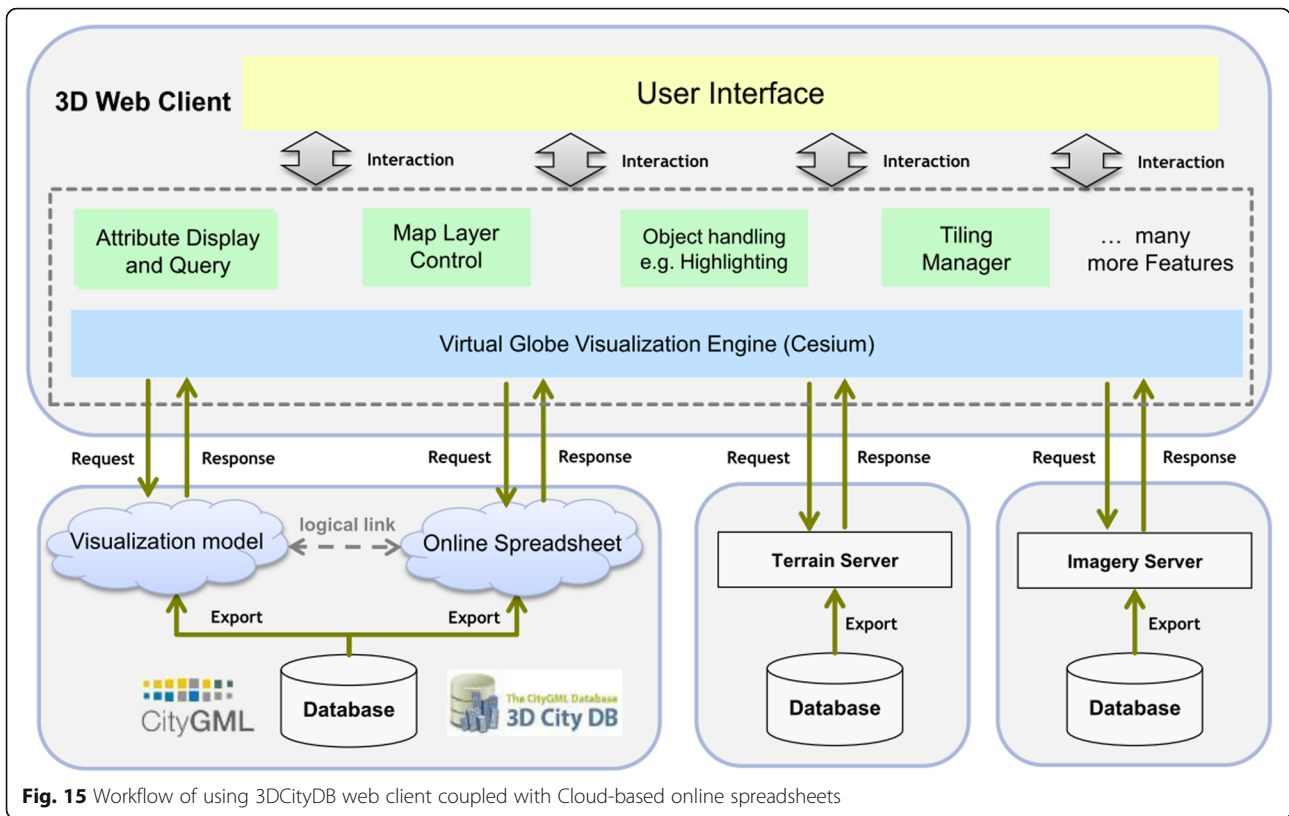 User Interface
3D Web Client
Interaction
Interaction
Interaction
Interaction
Attribute Display
and Query
Map Layer
Control
Object handling
e.g. Highlighting
Tiling
Manager
… many
more Features
Virtual Globe Visualization Engine (Cesium)
Request
Response
Request
Response
Request
Response
Request
Response
Visualization model
logical link
Online Spreadsheet
Terrain Server
Imagery Server
Export
Export
Export
Export
CityGML
Database
The CityGML Database
3D City DB
Database
Database
Fig. 15 Workflow of using 3DCityDB web client coupled with Cloud-based online spreadsheets